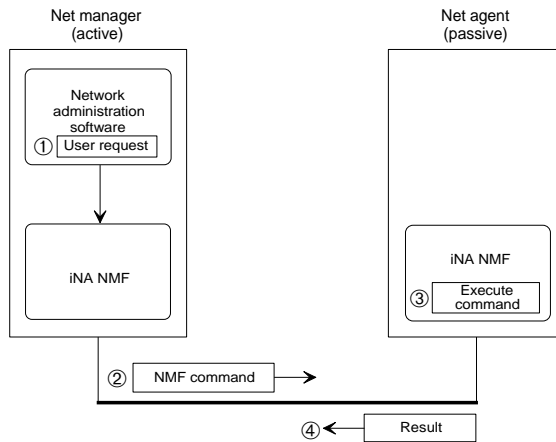 Net manager
(active)
Net agent
(passive)
Network
administration
software
① User request
iNA NMF
iNA NMF
③ Execute
command
② NMF command
④ Result